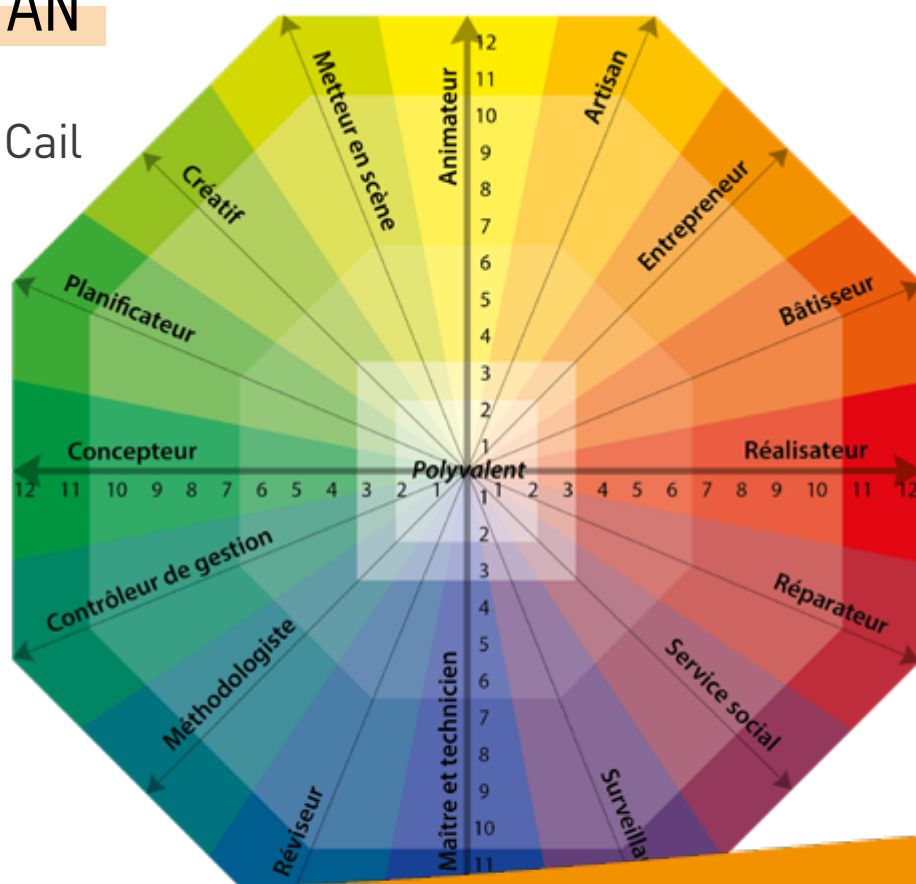 AN
Cail
Metteur en scène
Animateur
Artisan
Créatif
Entrepreneur
Planificateur
Bâtisseur
12
11
10
9
8
7
6
5
4
3
2
1
Concepteur
Polyvalent
Réalisateur
12 11 10 9 8 7 6 5 4 3 2 1 1 2 3 4 5 6 7 8 9 10 11 12
1
2
3
4
5
6
7
8
9
10
11
Contrôleur de gestion
Réparateur
Méthodologiste
Service social
Réviseur
Maître et technicien
Surveilla